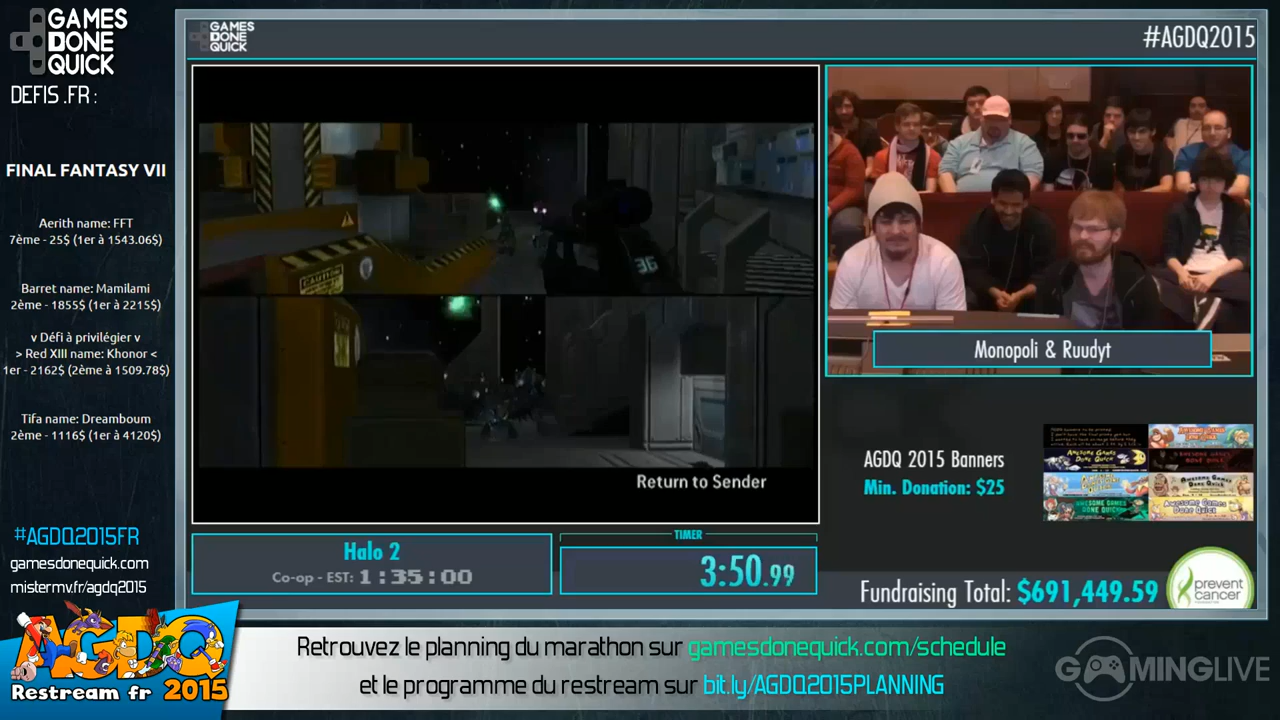 GAMES
DONE
QUICK
DEFIS .FR :
FINAL FANTASY VII
Aerith name: FFT
7ème - 25$ (1er à 1543.06$)
Barret name: Mamilami
2ème - 1855$ (1er à 2215$)
v Défi à privilégier v
> Red XIII name: Khonor <
1er - 2162$ (2ème à 1509.78$)
Tifa name: Dreamboum
2ème - 1116$ (1er à 4120$)
#AGDQ2015FR
gamesdonequick.com
mistermv.fr/agdq2015
AGDQ
Restream fr 2015
GAMES
DONE
QUICK
#AGDQ2015
CAUTION
36
Return to Sender
Monopoli & Ruudyt
AGDQ 2015 Banners
Min. Donation: $25
Halo 2
Co-op - EST: 1:35:00
TIMER
3:50.99
Fundraising Total: $691,449.59
prevent
cancer
Retrouvez le planning du marathon sur gamesdonequick.com/schedule
et le programme du restream sur bit.ly/AGDQ2015PLANNING
GAMINGLIVE